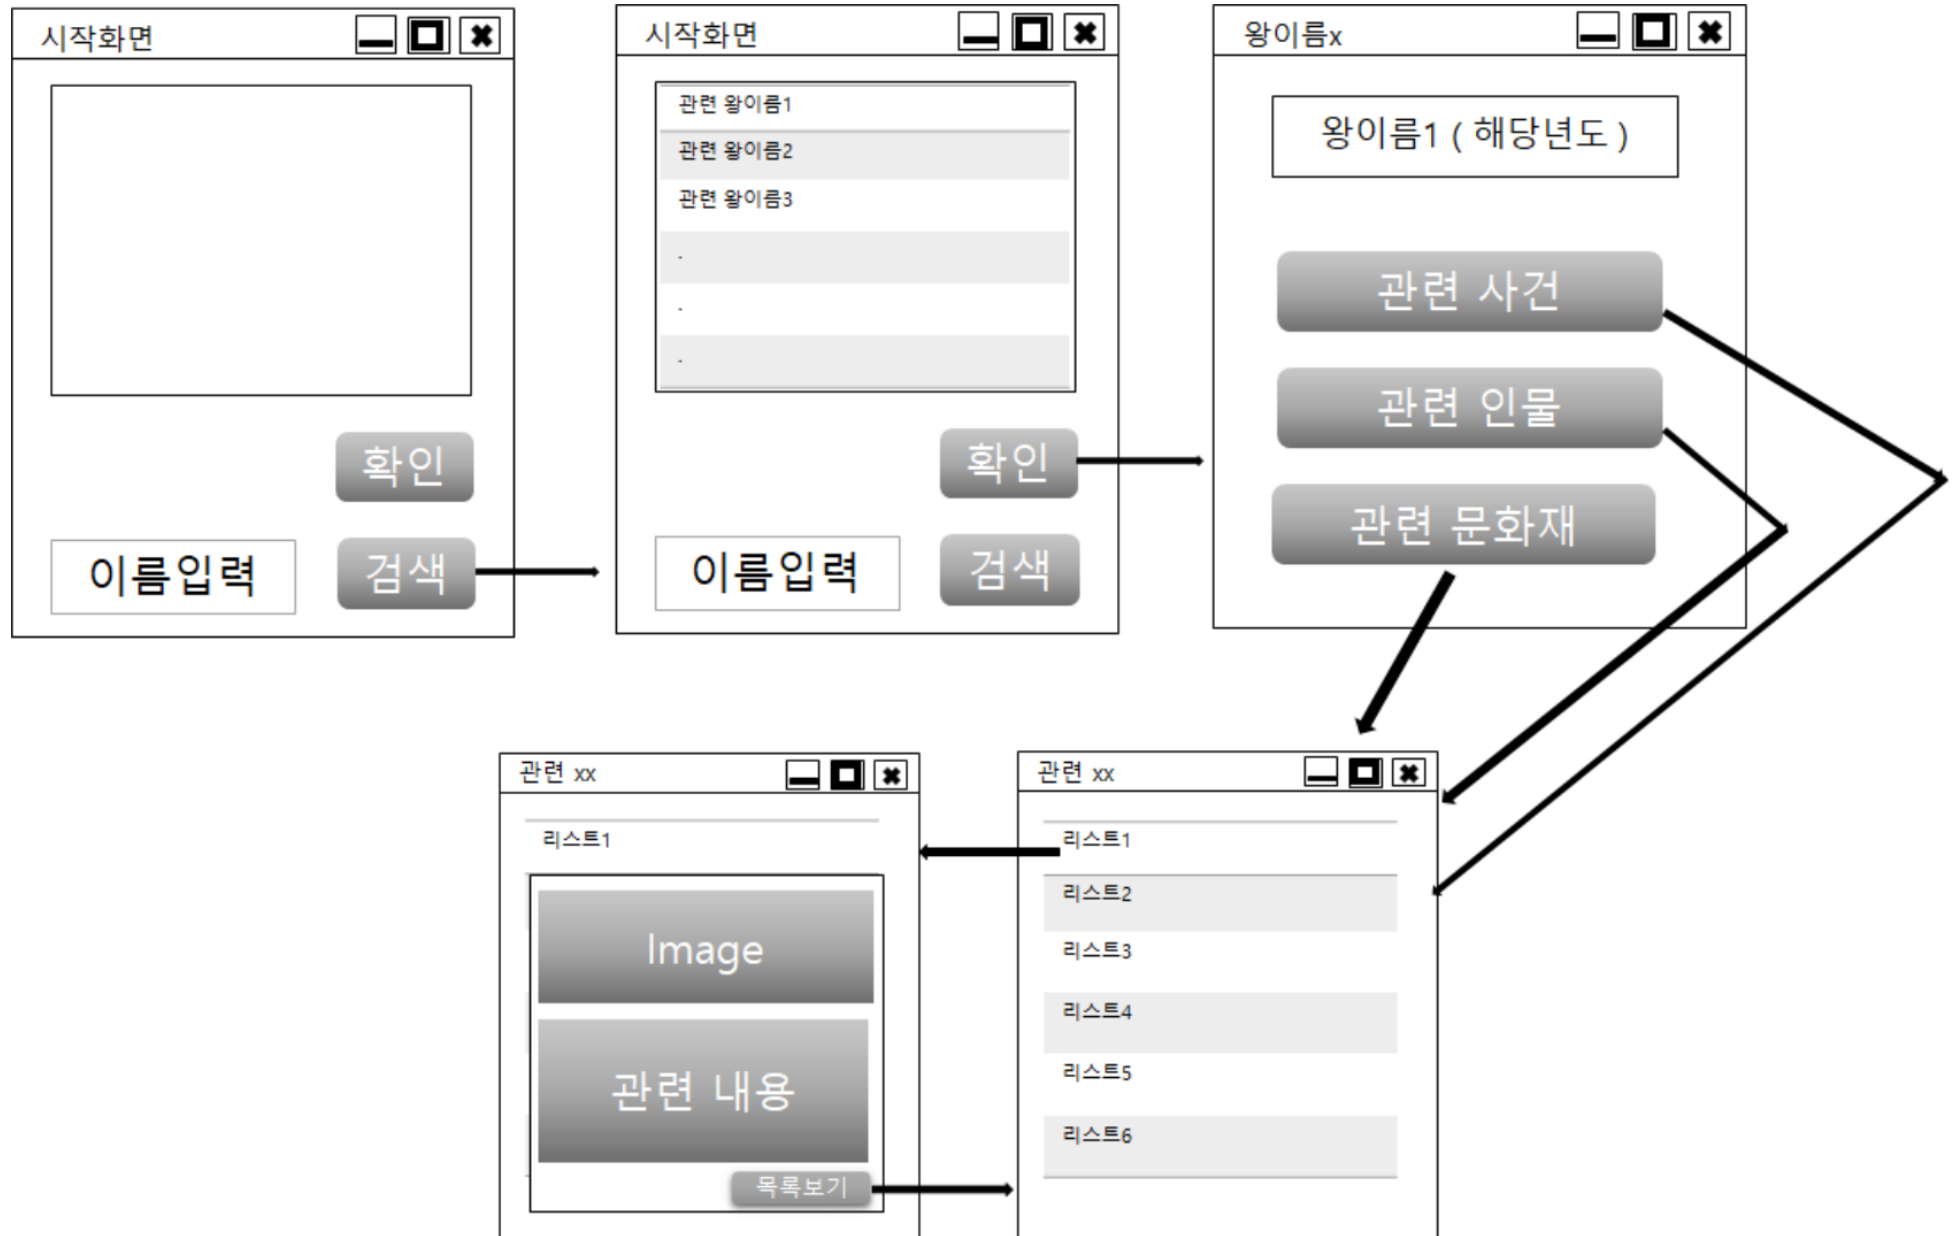 시작화면
확인
이름입력
검색
시작화면
관련 왕이름1
관련 왕이름2
관련 왕이름3
.
.
.
확인
이름입력
검색
왕이름x
왕이름1 ( 해당년도 )
관련 사건
관련 인물
관련 문화재
관련 xx
리스트1
Image
관련 내용
목록보기
관련 xx
리스트1
리스트2
리스트3
리스트4
리스트5
리스트6